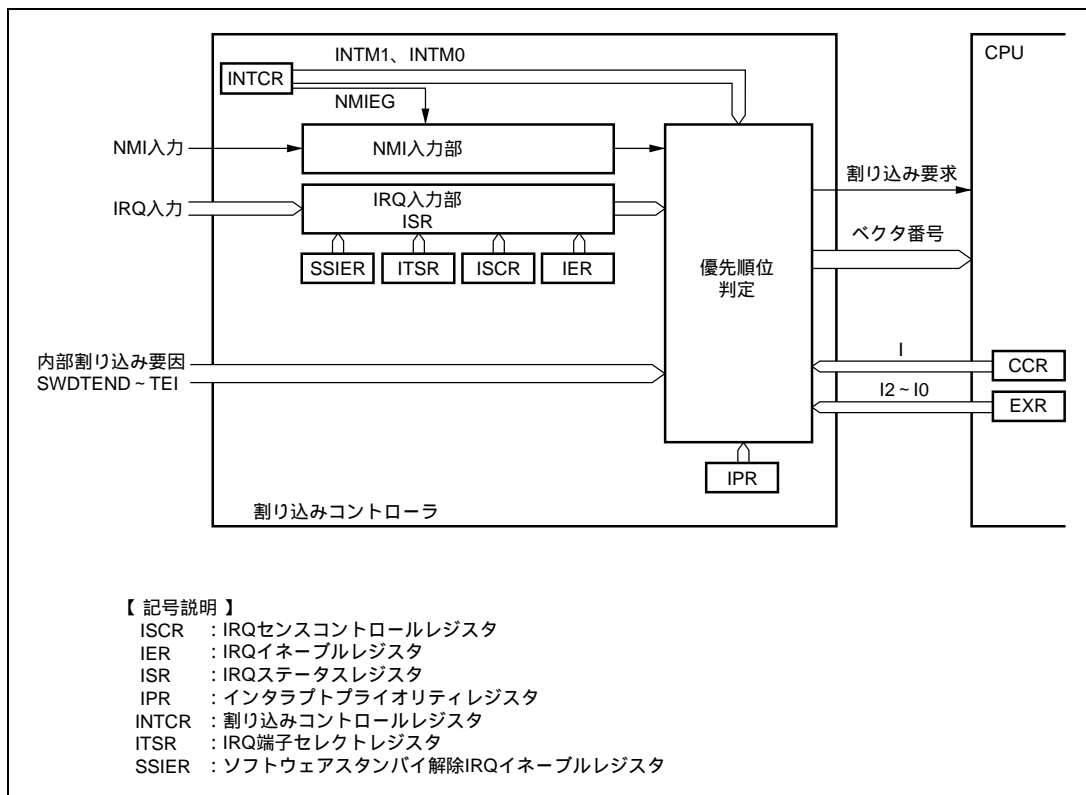 INTM1、INTM0
CPU
INTCR
NMIEG
NMI入力
NMI入力部
割り込み要求
IRQ入力
IRQ入力部
ISR
ベクタ番号
SSIER
ITSR
ISCR
IER
優先順位
判定
内部割り込み要因
SWDTEND～TEI
I
CCR
I2～I0
EXR
IPR
割り込みコントローラ
【 記号説明 】
ISCR ：IRQセンスコントロールレジスタ
IER ：IRQイネーブルレジスタ
ISR ：IRQステータスレジスタ
IPR ：インタラプトプライオリティレジスタ
INTCR ：割り込みコントロールレジスタ
ITSR ：IRQ端子セレクトレジスタ
SSIER ：ソフトウェアスタンバイ解除IRQイネーブルレジスタ